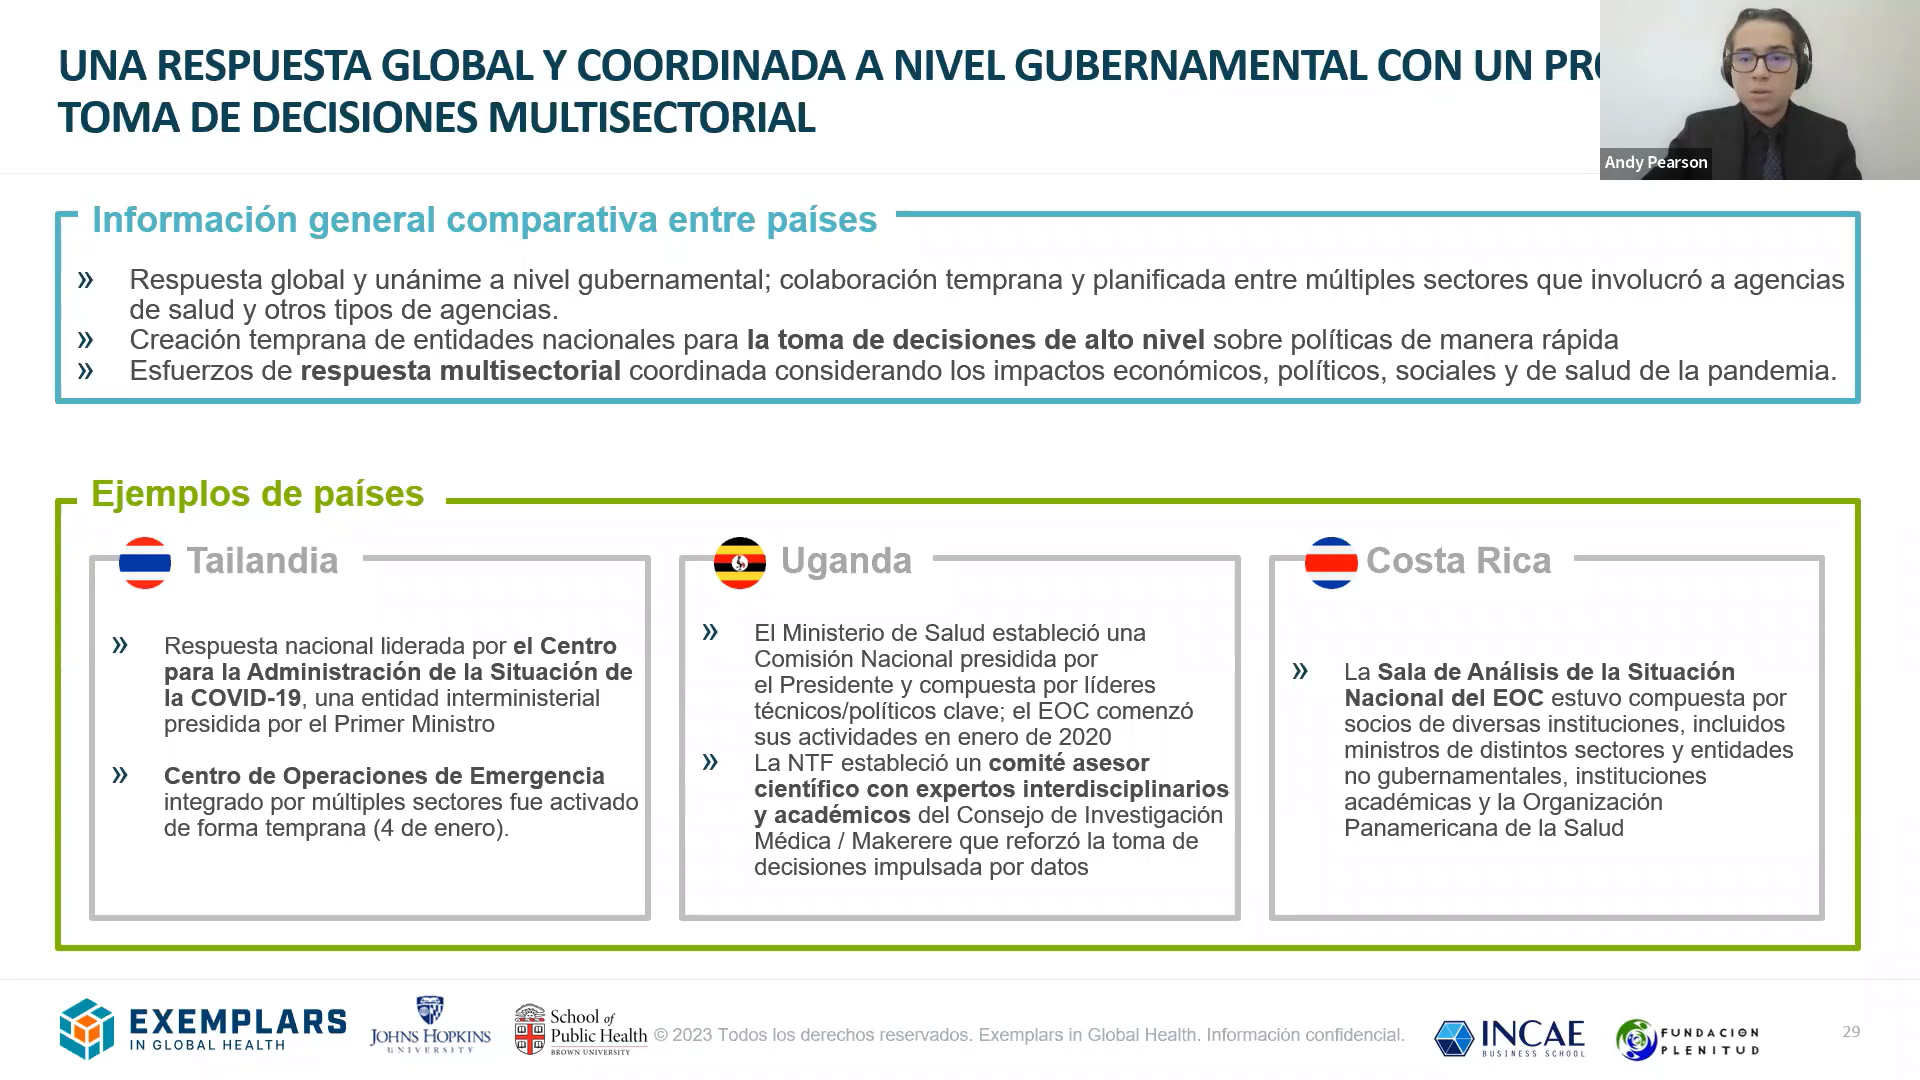 UNA RESPUESTA GLOBAL Y COORDINADA A NIVEL GUBERNAMENTAL CON UN
TOMA DE DECISIONES MULTISECTORIAL
Andy Pearson
Información general comparativa entre países
» Respuesta global y unánime a nivel gubernamental; colaboración temprana y planificada entre múltiples sectores que involucró a agencias
de salud y otros tipos de agencias.
» Creación temprana de entidades nacionales para la toma de decisiones de alto nivel sobre políticas de manera rápida
» Esfuerzos de respuesta multisectorial coordinada considerando los impactos económicos, políticos, sociales y de salud de la pandemia.
Ejemplos de países
Tailandia
» Respuesta nacional liderada por el Centro
para la Administración de la Situación de
la COVID-19, una entidad interministerial
presidida por el Primer Ministro
» Centro de Operaciones de Emergencia
integrado por múltiples sectores fue activado
de forma temprana (4 de enero).
Uganda
» El Ministerio de Salud estableció una
Comisión Nacional presidida por
el Presidente y compuesta por líderes
técnicos/políticos clave; el EOC comenzó
sus actividades en enero de 2020
» La NTF estableció un comité asesor
científico con expertos interdisciplinarios
y académicos del Consejo de Investigación
Médica / Makerere que reforzó la toma de
decisiones impulsada por datos
Costa Rica
» La Sala de Análisis de la Situación
Nacional del EOC estuvo compuesta por
socios de diversas instituciones, incluidos
ministros de distintos sectores y entidades
no gubernamentales, instituciones
académicas y la Organización
Panamericana de la Salud
EXEMPLARS
IN GLOBAL HEALTH
JOHNS HOPKINS
UNIVERSITY
School of
Public Health
BROWN UNIVERSITY
© 2023 Todos los derechos reservados. Exemplars in Global Health. Información confidencial.
INCAE
BUSINESS SCHOOL
FUNDACION
PLENITUD
29